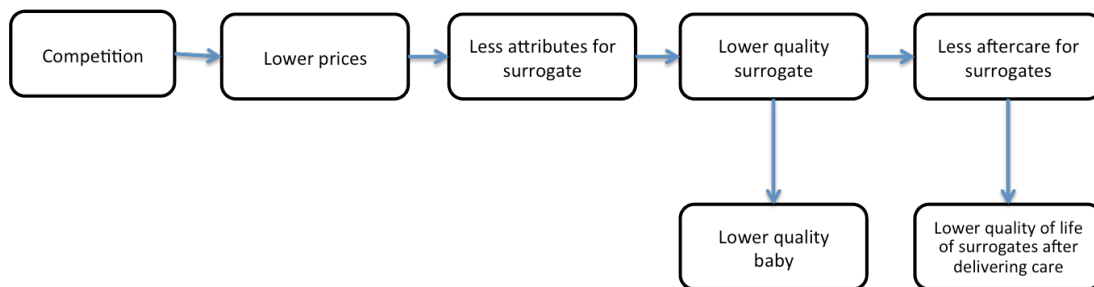 Competition
Lower prices
Less attributes for
surrogate
Lower quality
surrogate
Less aftercare for
surrogates
Lower quality
baby
Lower quality of life
of surrogates after
delivering care